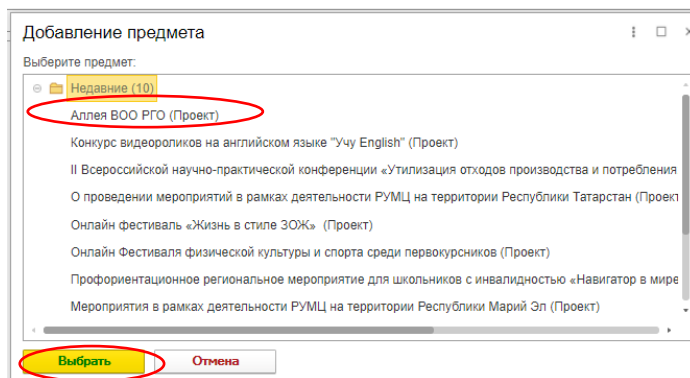 Добавление предмета
Выберите предмет:
Недавние (10)
Аллея ВОО РГО (Проект)
Конкурс видеороликов на английском языке "Учу English" (Проект)
II Всероссийской научно-практической конференции «Утилизация отходов производства и потребления
О проведении мероприятий в рамках деятельности РУМЦ на территории Республики Татарстан (Проект
Онлайн фестиваль «Жизнь в стиле ЗОЖ» (Проект)
Онлайн Фестиваля физической культуры и спорта среди первокурсников (Проект)
Профориентационное региональное мероприятие для школьников с инвалидностью «Навигатор в мире
Мероприятия в рамках деятельности РУМЦ на территории Республики Марий Эл (Проект)
Выбрать Отмена